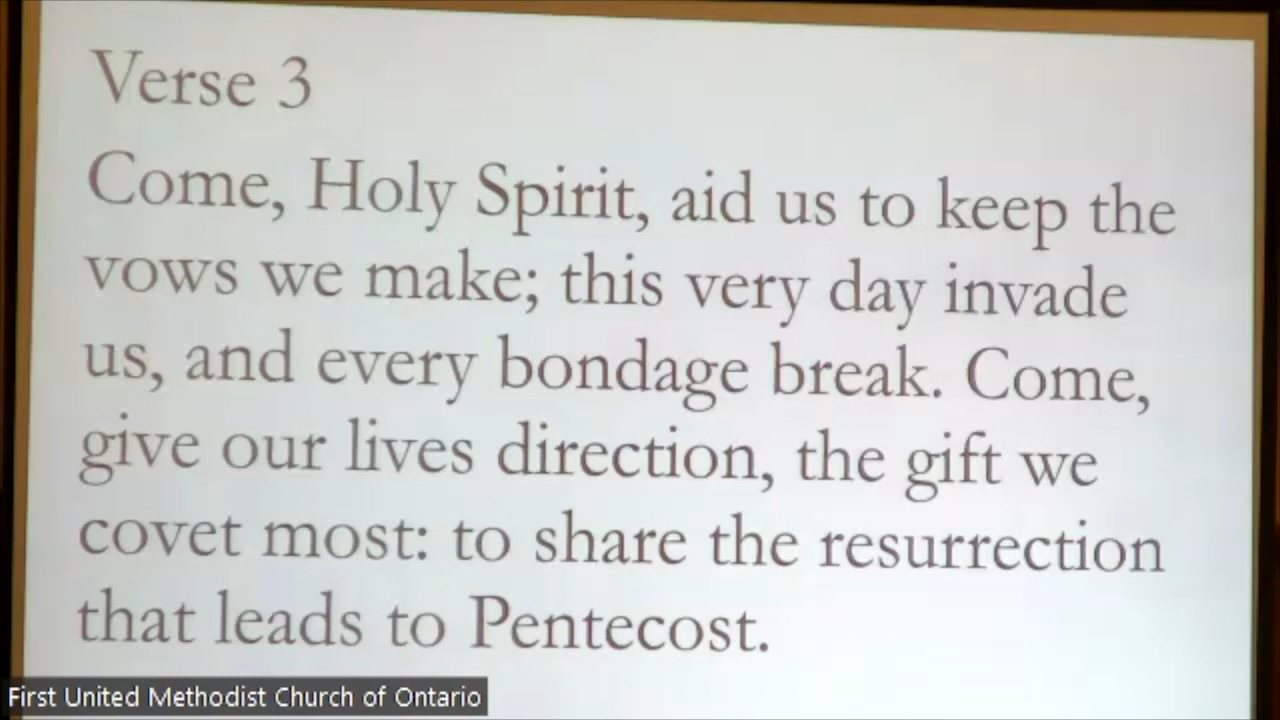 Verse 3
Come, Holy Spirit, aid us to keep the
vows we make; this very day invade
us, and every bondage break. Come,
give our lives direction, the gift we
covet most: to share the resurrection
that leads to Pentecost.
First United Methodist Church of Ontario